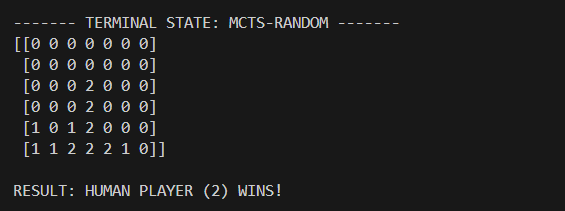 ------- TERMINAL STATE: MCTS-RANDOM -------
[[0 0 0 0 0 0 0]
 [0 0 0 0 0 0 0]
 [0 0 0 2 0 0 0]
 [0 0 0 2 0 0 0]
 [1 0 1 2 0 0 0]
 [1 1 2 2 2 1 0]]

RESULT: HUMAN PLAYER (2) WINS!